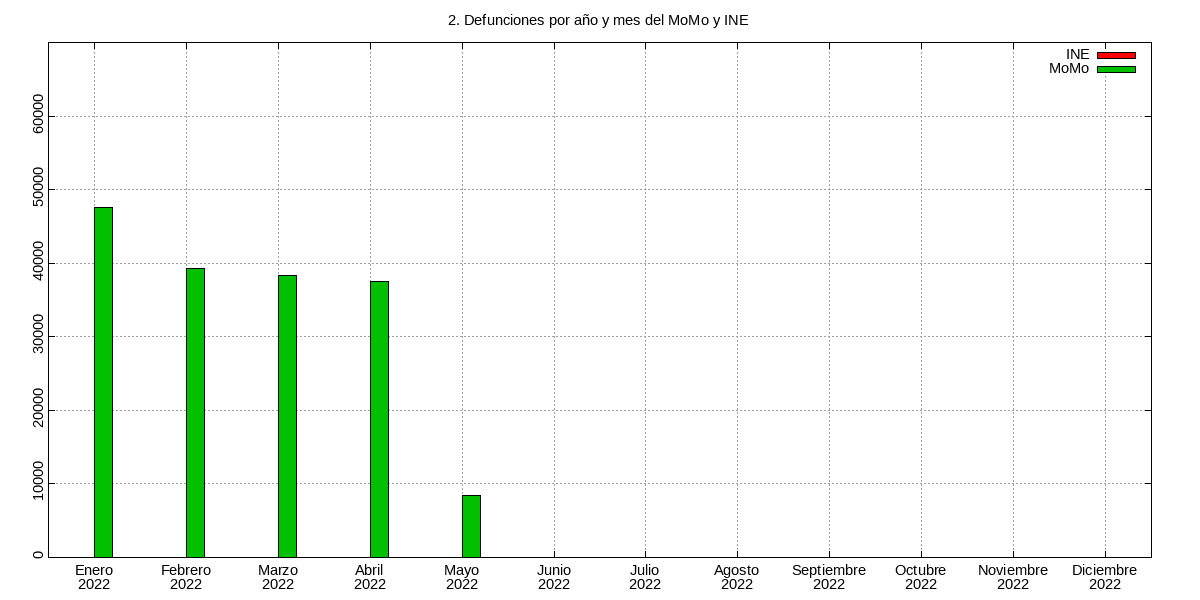 2. Defunciones por año y mes del MoMo y INE
INE
MoMo
60000
50000
40000
30000
20000
10000
0
Enero Febrero Marzo Abril Mayo Junio Julio Agosto Septiembre Octubre Noviembre Diciembre
2022 2022 2022 2022 2022 2022 2022 2022 2022 2022 2022 2022